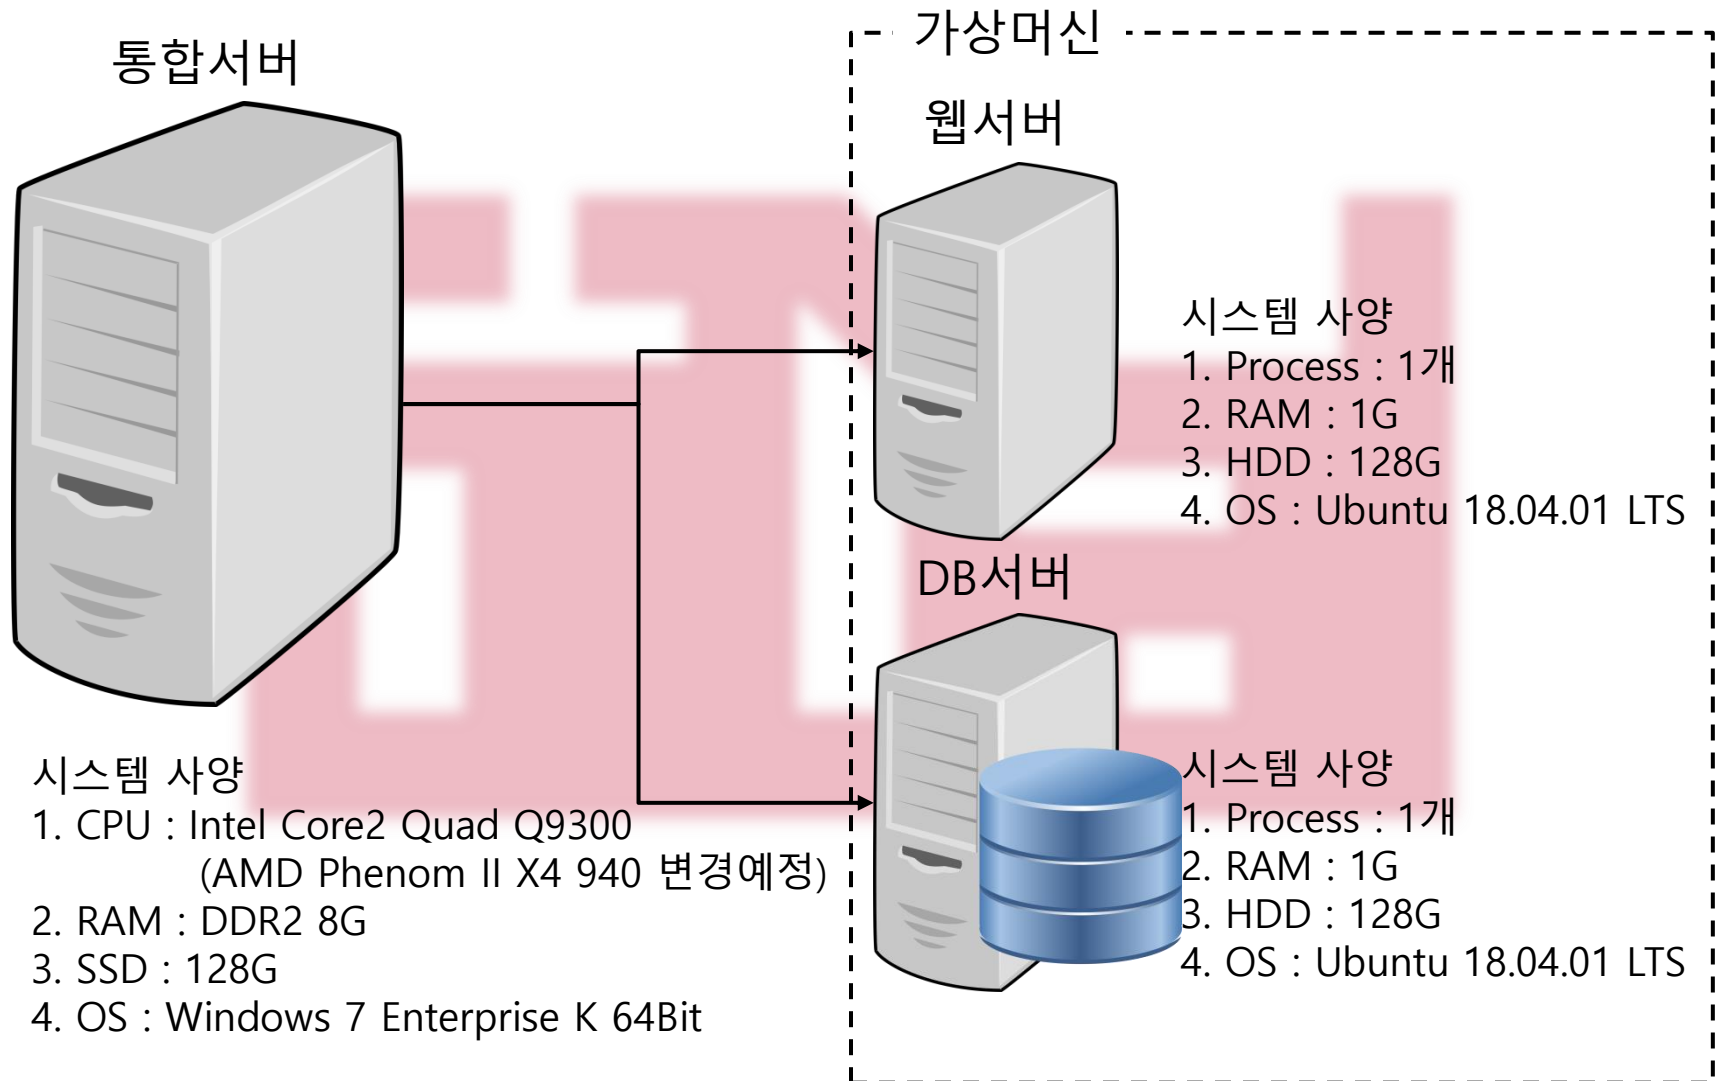 통합서버
시스템 사양
1. CPU : Intel Core2 Quad Q9300
(AMD Phenom II X4 940 변경예정)
2. RAM : DDR2 8G
3. SSD : 128G
4. OS : Windows 7 Enterprise K 64Bit
가상머신
웹서버
시스템 사양
1. Process : 1개
2. RAM : 1G
3. HDD : 128G
4. OS : Ubuntu 18.04.01 LTS
DB서버
시스템 사양
1. Process : 1개
2. RAM : 1G
3. HDD : 128G
4. OS : Ubuntu 18.04.01 LTS